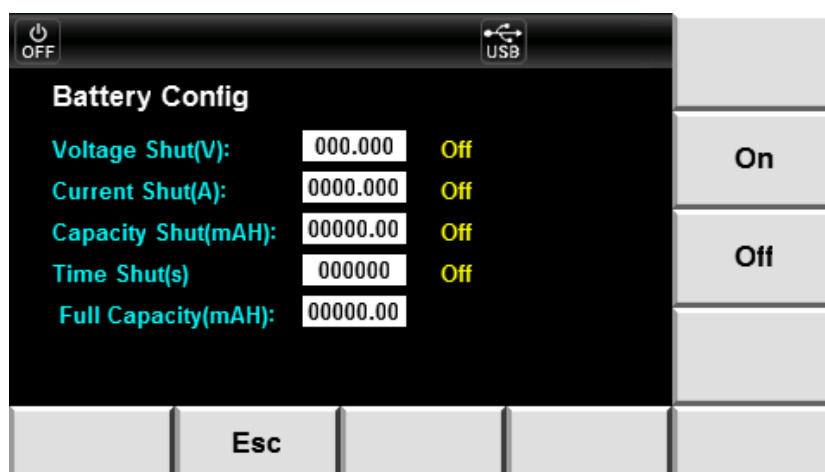 OFF USB
Battery Config
Voltage Shut(V): 000.000 Off
On
Current Shut(A): 0000.000 Off
Capacity Shut(mAH): 00000.00 Off
Off
Time Shut(s) 000000 Off
Full Capacity(mAH): 00000.00
Esc